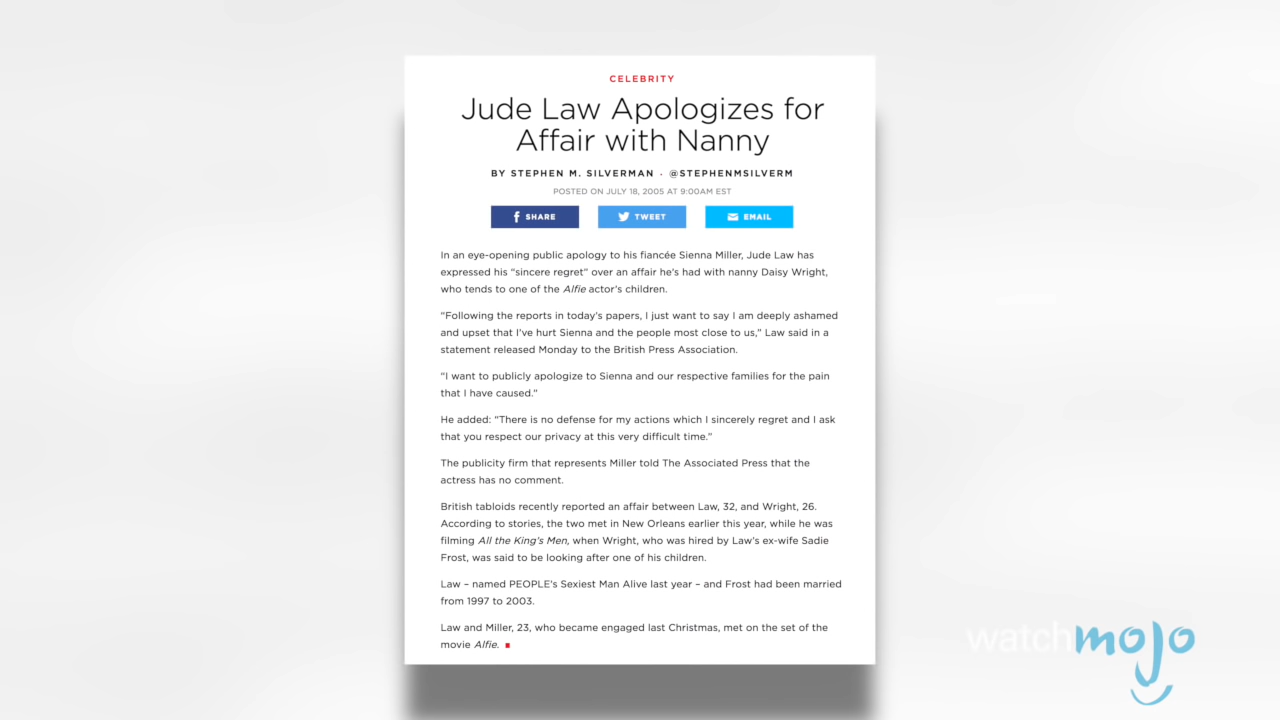 CELEBRITY
Jude Law Apologizes for
Affair with Nanny
BY STEPHEN M. SILVERMAN · @STEPHENMSILVERM
POSTED ON JULY 18, 2005 AT 9:00AM EST
SHARE
TWEET
EMAIL
In an eye-opening public apology to his fiancée Sienna Miller, Jude Law has
expressed his “sincere regret” over an affair he’s had with nanny Daisy Wright,
who tends to one of the Alfie actor’s children.
“Following the reports in today’s papers, I just want to say I am deeply ashamed
and upset that I’ve hurt Sienna and the people most close to us,” Law said in a
statement released Monday to the British Press Association.
“I want to publicly apologize to Sienna and our respective families for the pain
that I have caused.”
He added: “There is no defense for my actions which I sincerely regret and I ask
that you respect our privacy at this very difficult time.”
The publicity firm that represents Miller told The Associated Press that the
actress has no comment.
British tabloids recently reported an affair between Law, 32, and Wright, 26.
According to stories, the two met in New Orleans earlier this year, while he was
filming All the King’s Men, when Wright, who was hired by Law’s ex-wife Sadie
Frost, was said to be looking after one of his children.
Law – named PEOPLE’s Sexiest Man Alive last year – and Frost had been married
from 1997 to 2003.
Law and Miller, 23, who became engaged last Christmas, met on the set of the
movie Alfie.
watchmojo